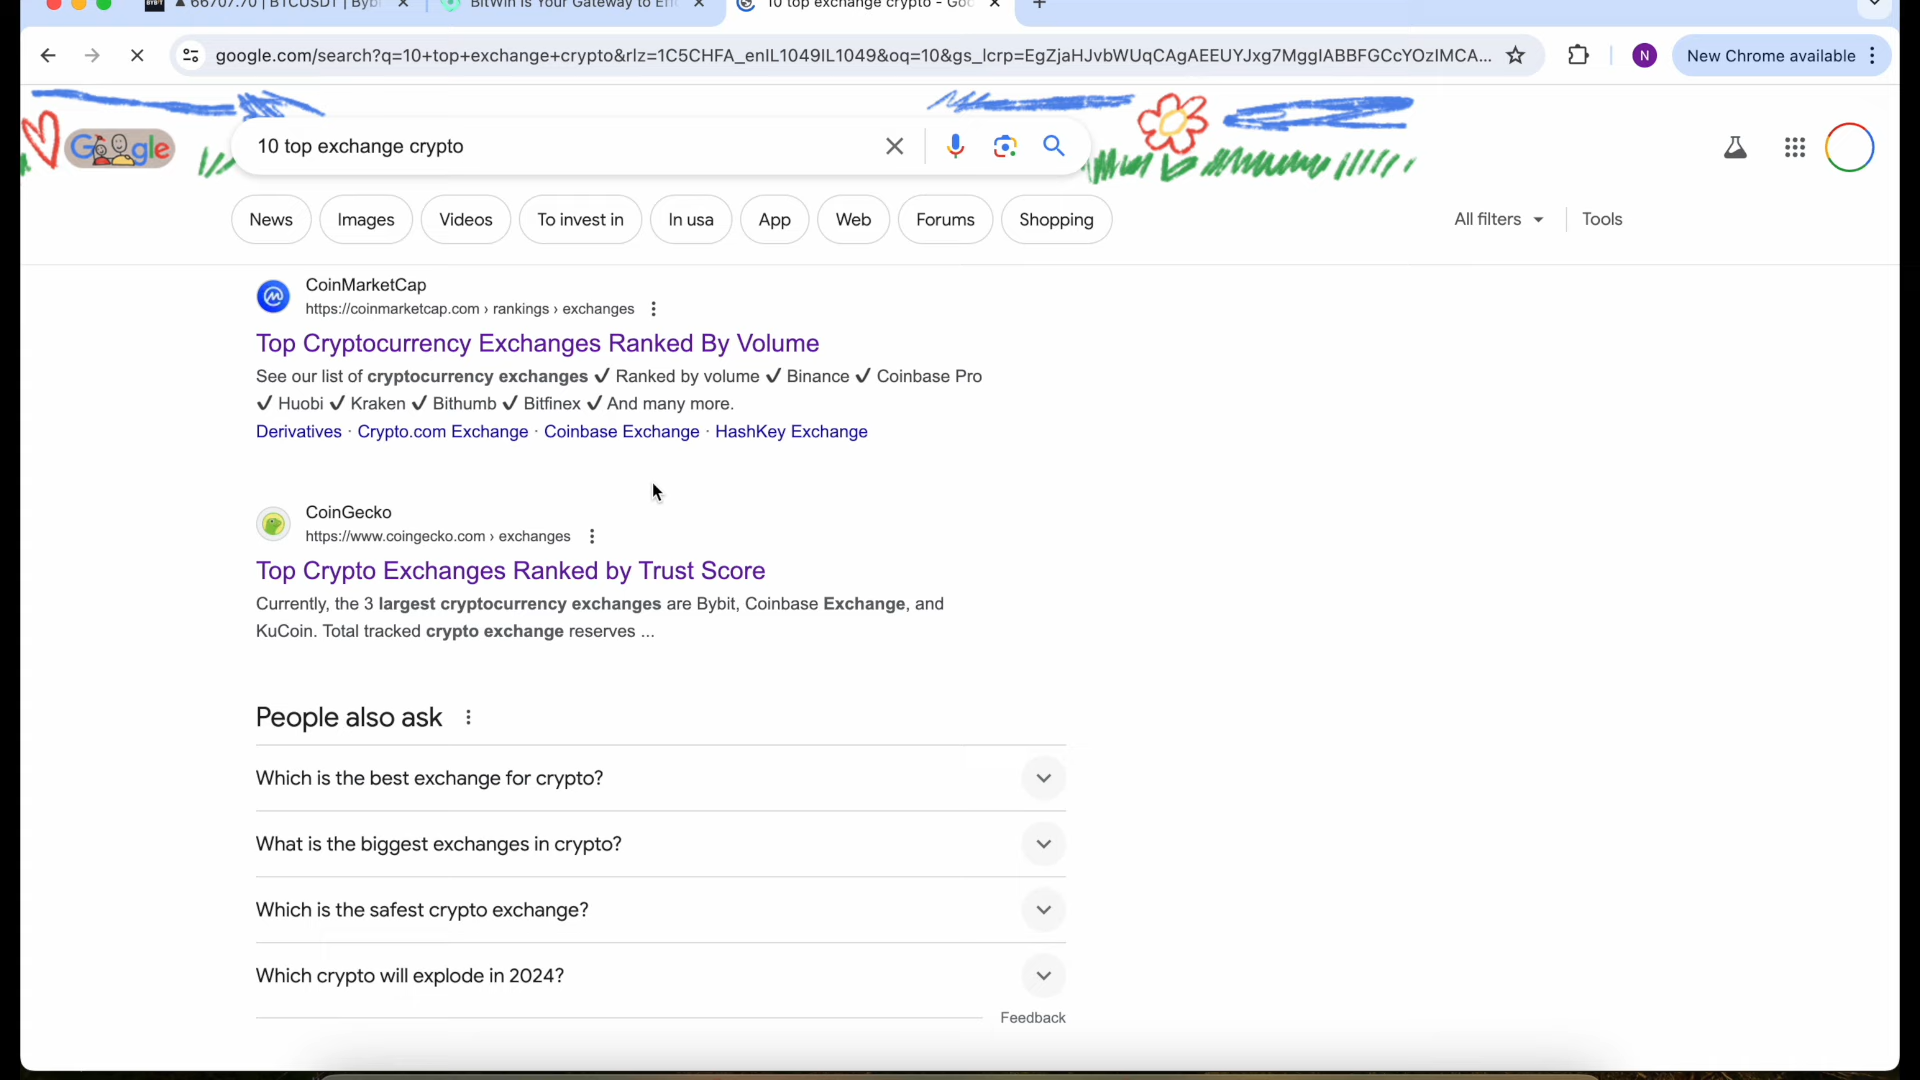 66707.70 | BTCUSDT | Bybi
BitWin is Your Gateway to Eff
10 top exchange crypto - Goo
google.com/search?q=10+top+exchange+crypto&rlz=1C5CHFA_enIL1049IL1049&oq=10&gs_lcrp=EgZjaHJvbWUqCAgAEEUYJxg7MggIABBFGCcYOzIMCA...
N
New Chrome available
Google
10 top exchange crypto
News
Images
Videos
To invest in
In usa
App
Web
Forums
Shopping
All filters
Tools
CoinMarketCap
https://coinmarketcap.com › rankings › exchanges
Top Cryptocurrency Exchanges Ranked By Volume
See our list of cryptocurrency exchanges ✔ Ranked by volume ✔ Binance ✔ Coinbase Pro
✔ Huobi ✔ Kraken ✔ Bithumb ✔ Bitfinex ✔ And many more.
Derivatives · Crypto.com Exchange · Coinbase Exchange · HashKey Exchange
CoinGecko
https://www.coingecko.com › exchanges
Top Crypto Exchanges Ranked by Trust Score
Currently, the 3 largest cryptocurrency exchanges are Bybit, Coinbase Exchange, and
KuCoin. Total tracked crypto exchange reserves ...
People also ask
Which is the best exchange for crypto?
What is the biggest exchanges in crypto?
Which is the safest crypto exchange?
Which crypto will explode in 2024?
Feedback